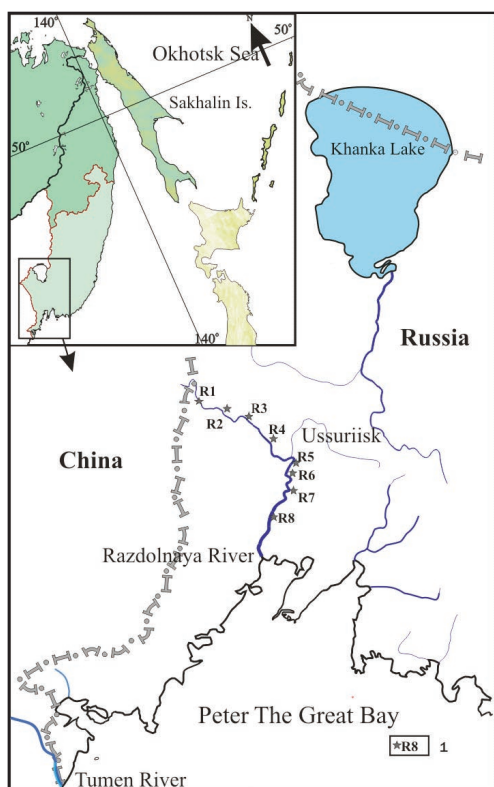 140°
N
50°
Okhotsk Sea
Sakhalin Is.
50°
Khanka Lake
140°
Russia
R1
R2
R3
R4
Ussuriisk
China
R5
R6
R7
R8
Razdolnaya River
Peter The Great Bay
R8 1
Tumen River